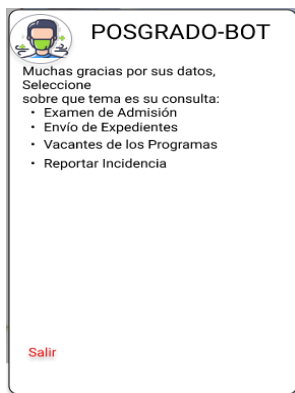 POSGRADO-BOT
Muchas gracias por sus datos,
Seleccione
sobre que tema es su consulta:
• Examen de Admisión
• Envío de Expedientes
• Vacantes de los Programas
• Reportar Incidencia
Salir